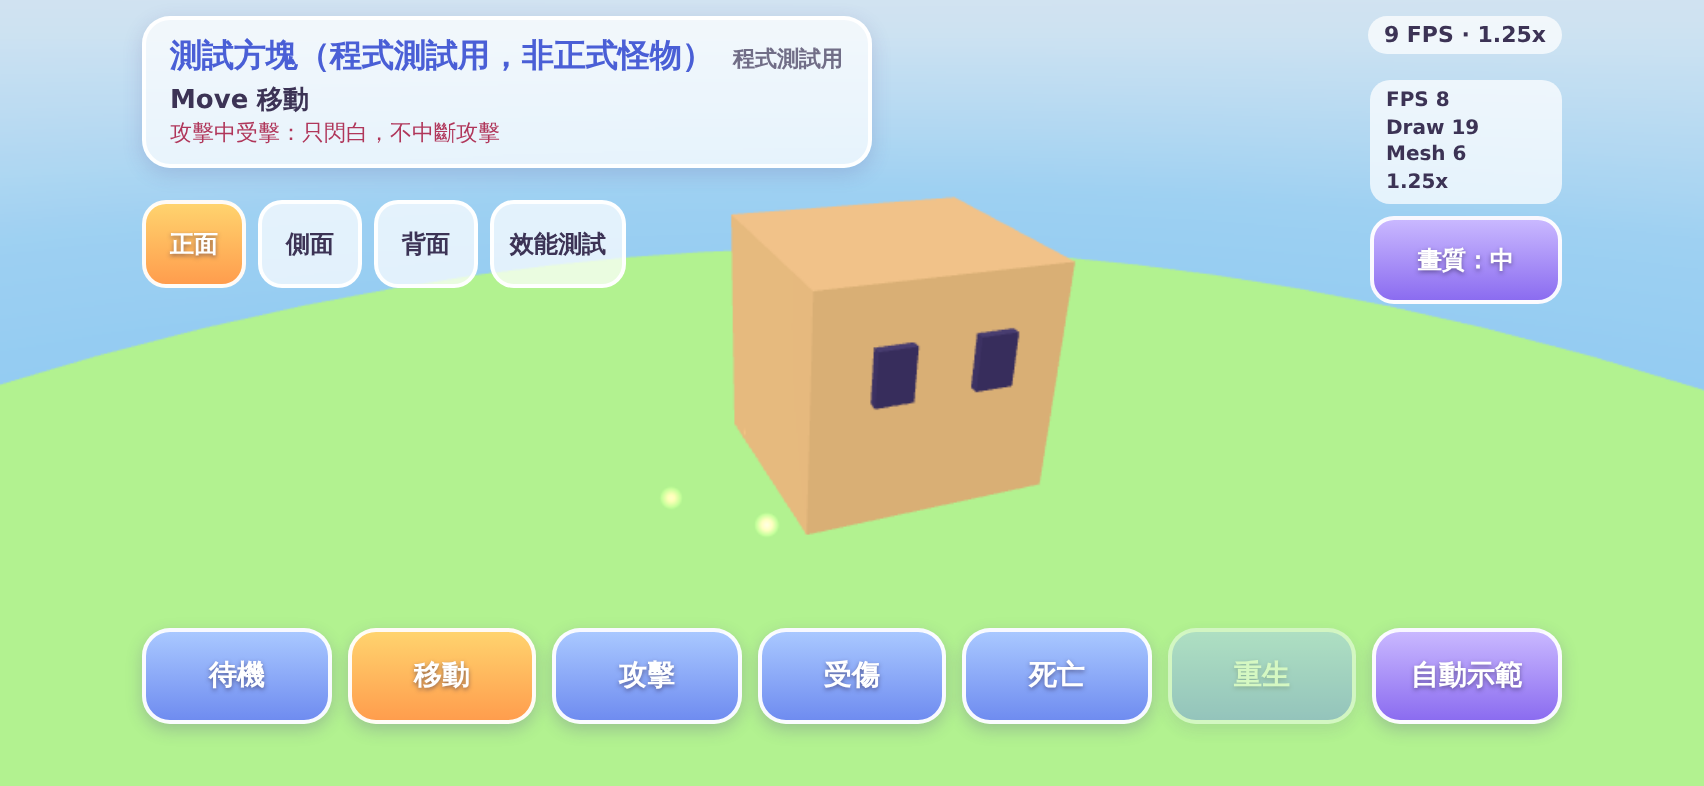 測試方塊（程式測試用，非正式怪物） 程式測試用
Move 移動
攻擊中受擊：只閃白，不中斷攻擊
9 FPS · 1.25x
FPS 8
Draw 19
Mesh 6
1.25x
正面
側面
背面
效能測試
畫質：中
待機
移動
攻擊
受傷
死亡
重生
自動示範